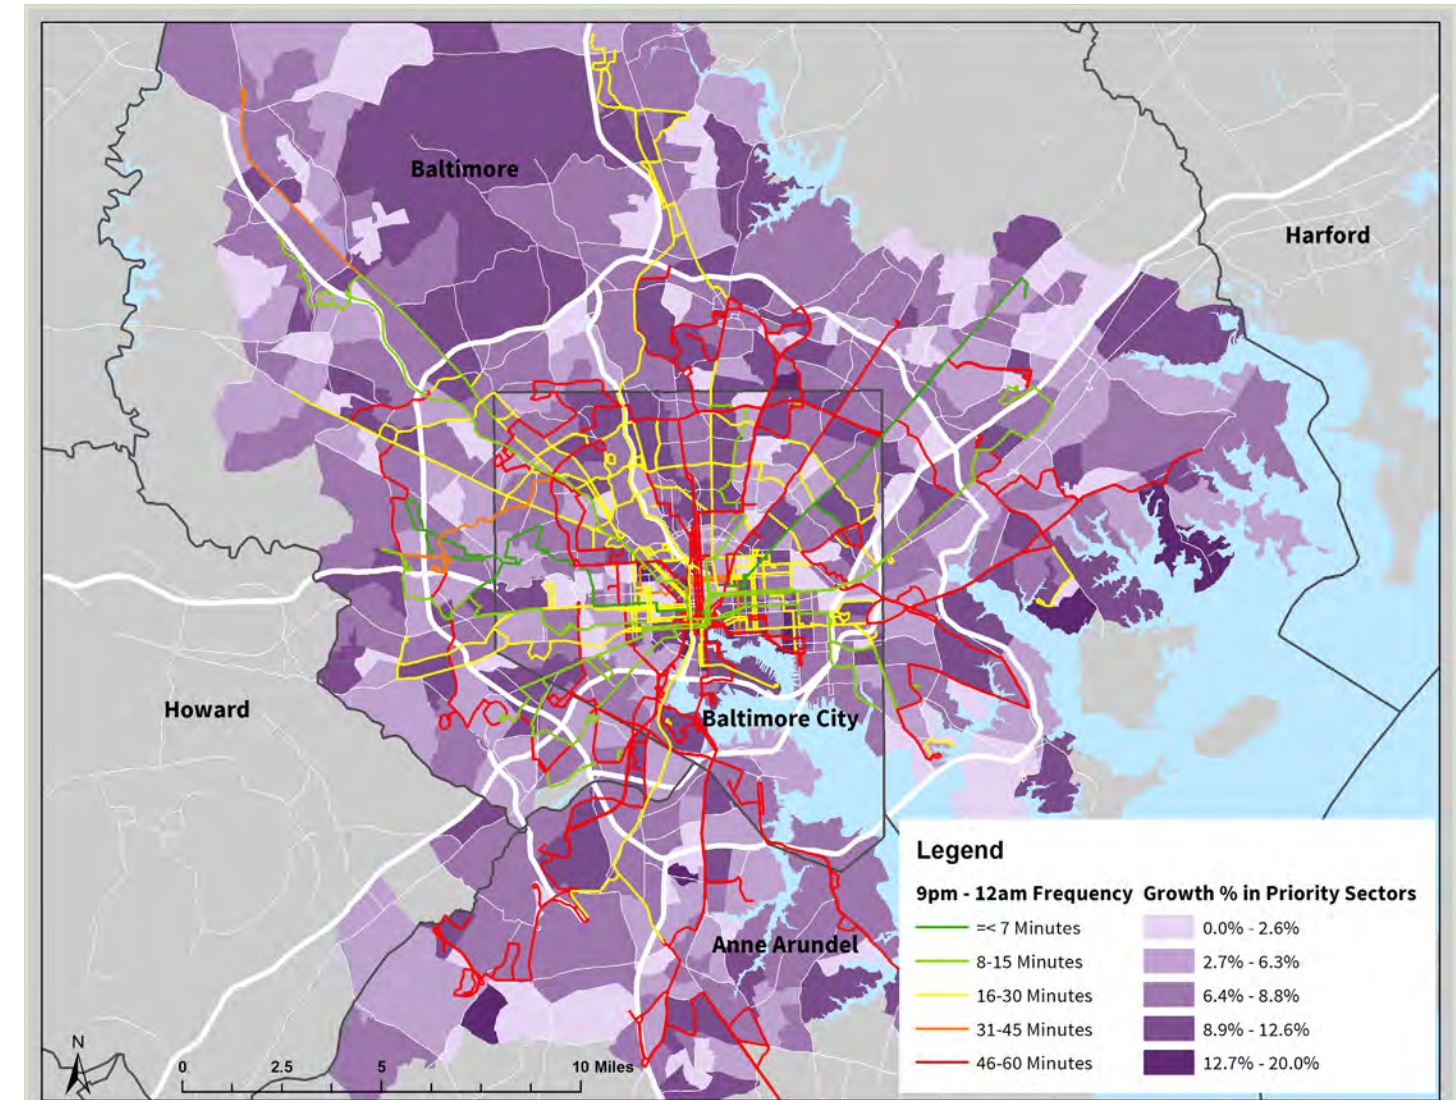 Baltimore
Harford
Howard
Baltimore City
Anne Arundel
N
0 2.5 5 10 Miles
Legend
9pm - 12am Frequency Growth % in Priority Sectors
=< 7 Minutes 0.0% - 2.6%
8-15 Minutes 2.7% - 6.3%
16-30 Minutes 6.4% - 8.8%
31-45 Minutes 8.9% - 12.6%
46-60 Minutes 12.7% - 20.0%